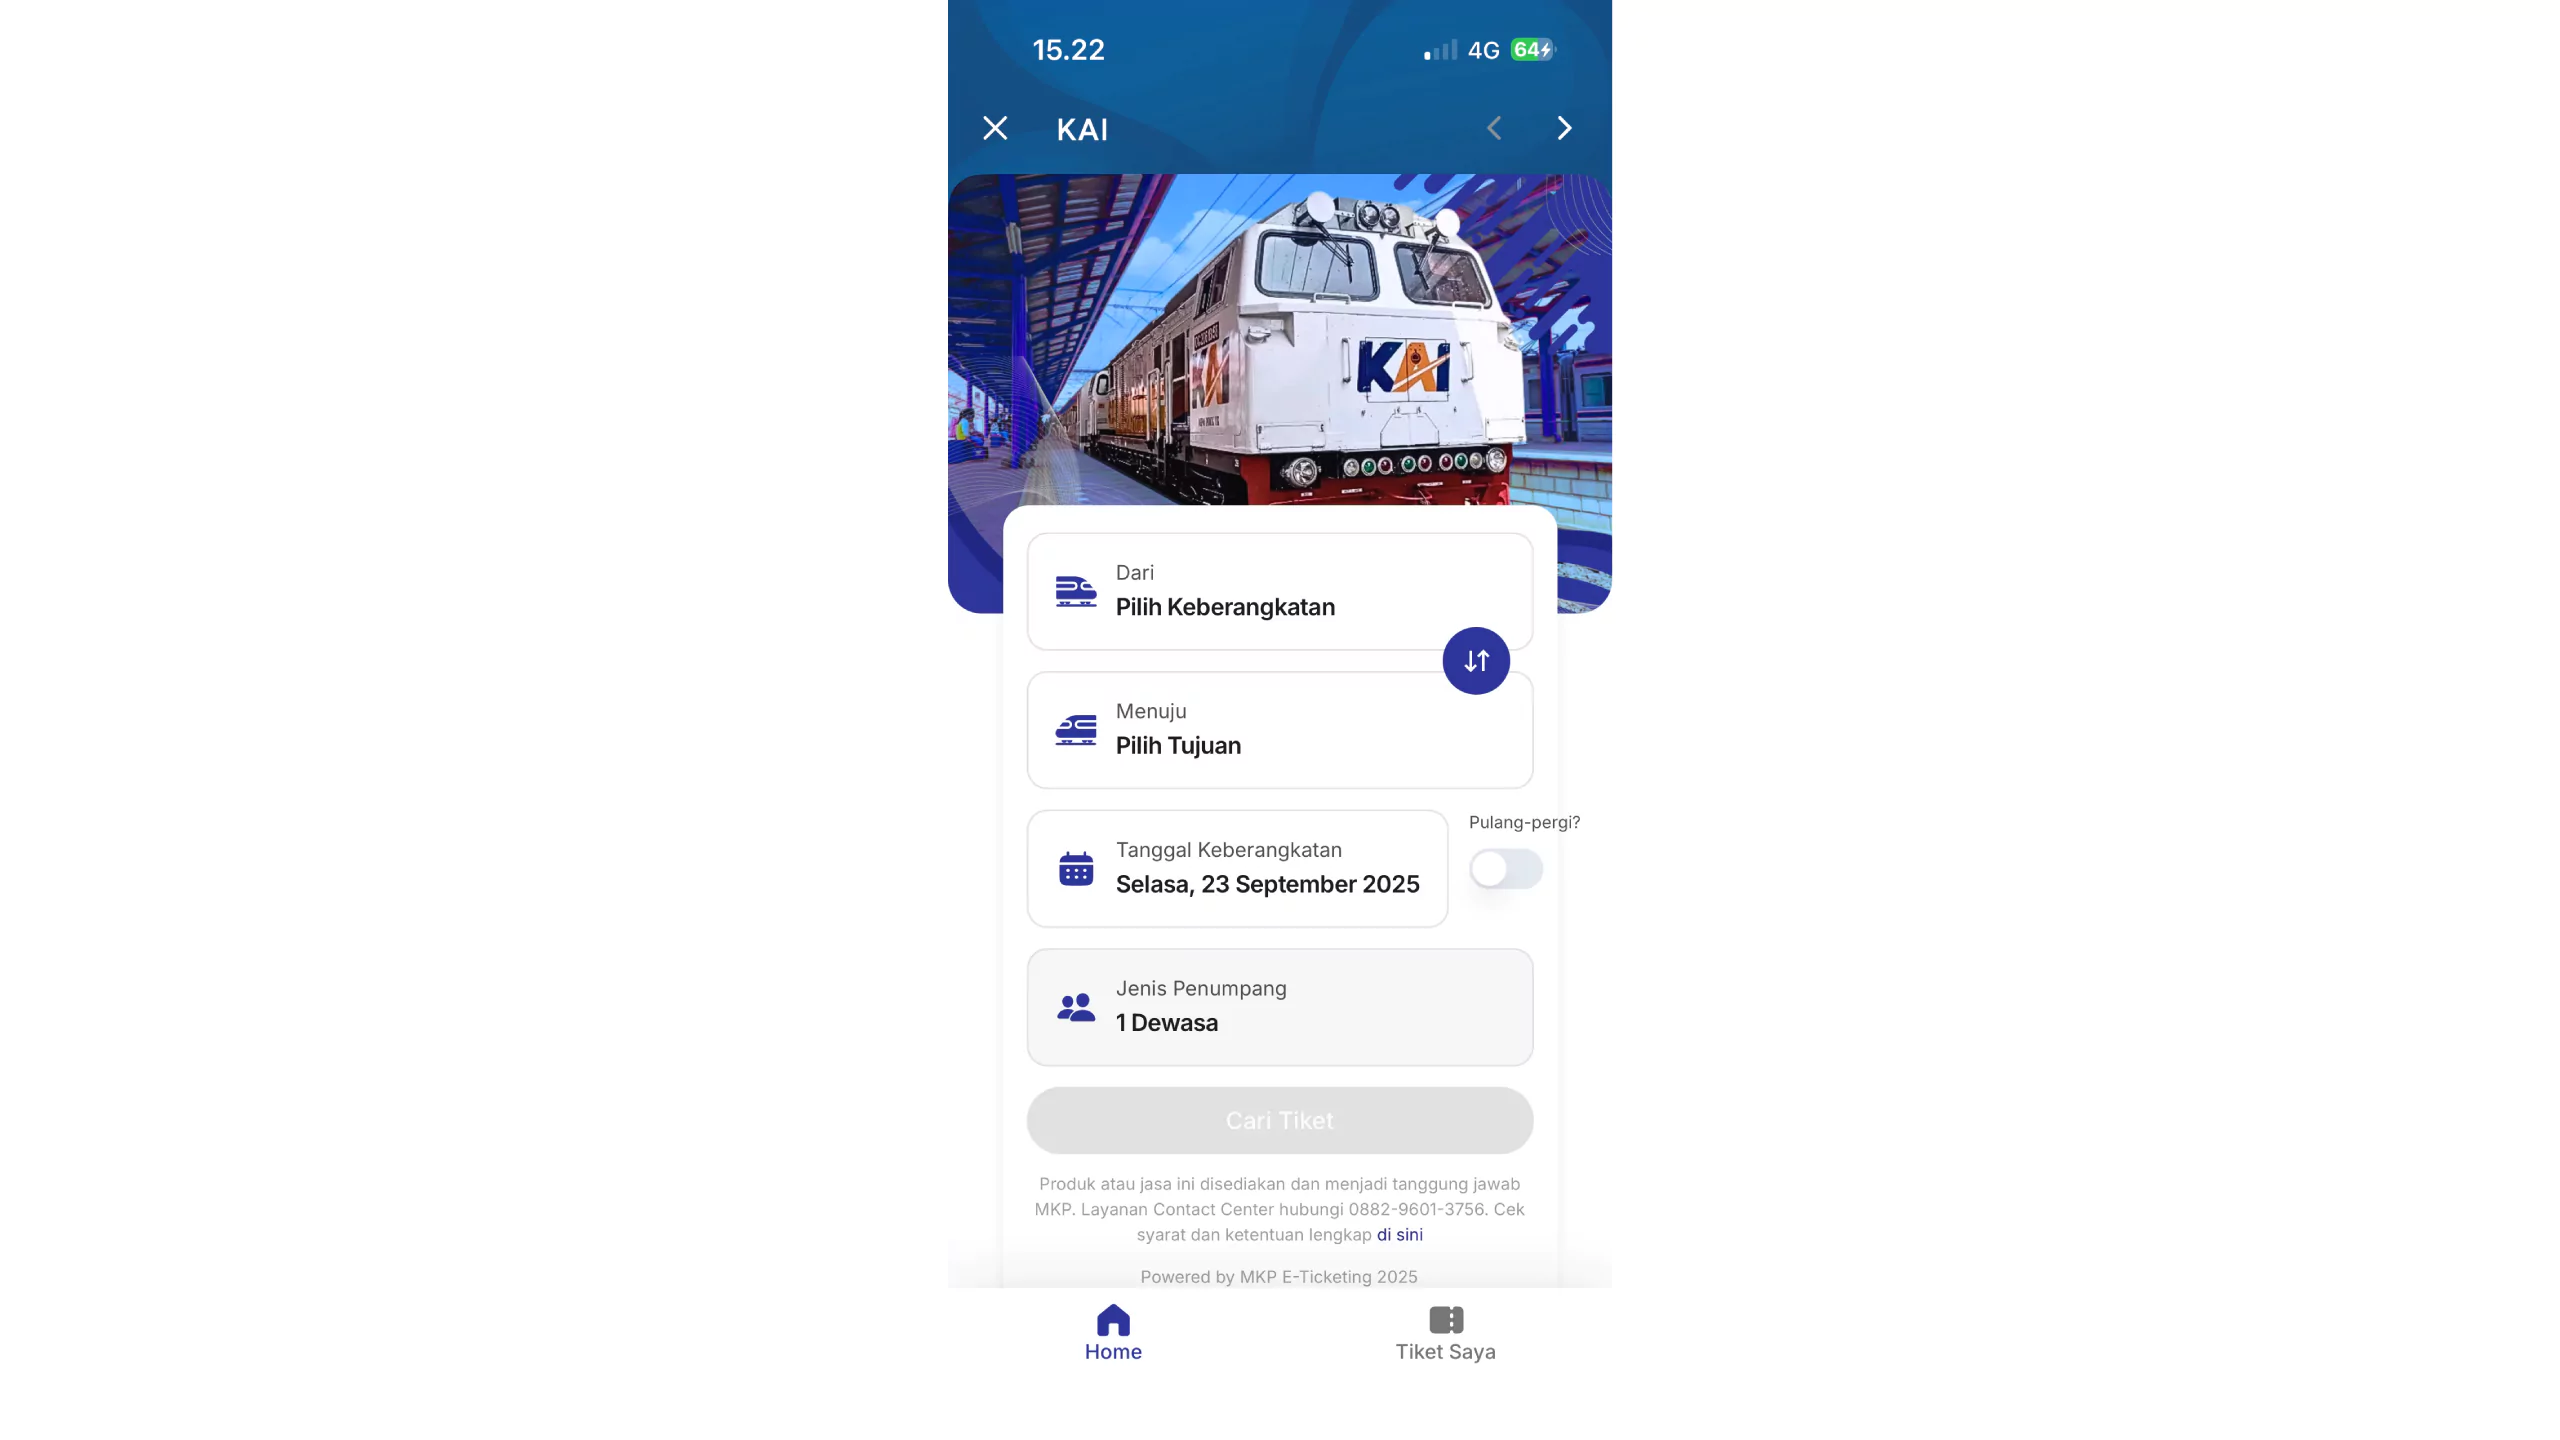 15.22
4G
64
KAI
KAI
KAI
Dari
Pilih Keberangkatan
Menuju
Pilih Tujuan
Tanggal Keberangkatan
Selasa, 23 September 2025
Pulang-pergi?
Jenis Penumpang
1 Dewasa
Cari Tiket
Produk atau jasa ini disediakan dan menjadi tanggung jawab
MKP. Layanan Contact Center hubungi 0882-9601-3756. Cek
syarat dan ketentuan lengkap di sini
Powered by MKP E-Ticketing 2025
Home
Tiket Saya